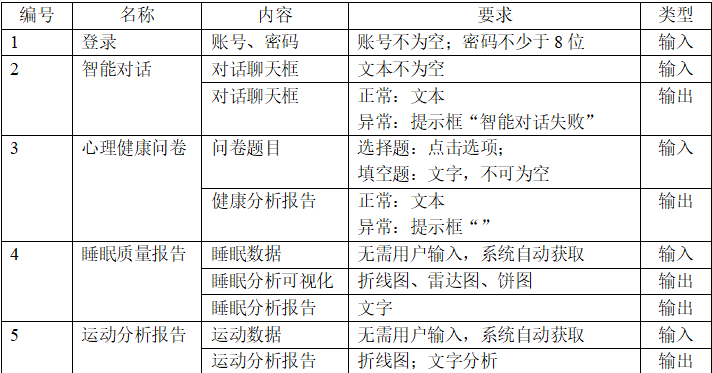 编号 名称 内容 要求 类型
1 登录 账号、密码 账号不为空；密码不少于 8 位 输入
2 智能对话 对话聊天框 文本不为空 输入
对话聊天框 正常：文本 输出
异常：提示框“智能对话失败”
3 心理健康问卷 问卷题目 选择题：点击选项； 输入
填空题：文字，不可为空
健康分析报告 正常：文本 输出
异常：提示框“”
4 睡眠质量报告 睡眠数据 无需用户输入，系统自动获取 输入
睡眠分析可视化 折线图、雷达图、饼图 输出
睡眠分析报告 文字 输出
5 运动分析报告 运动数据 无需用户输入，系统自动获取 输入
运动分析报告 折线图；文字分析 输出